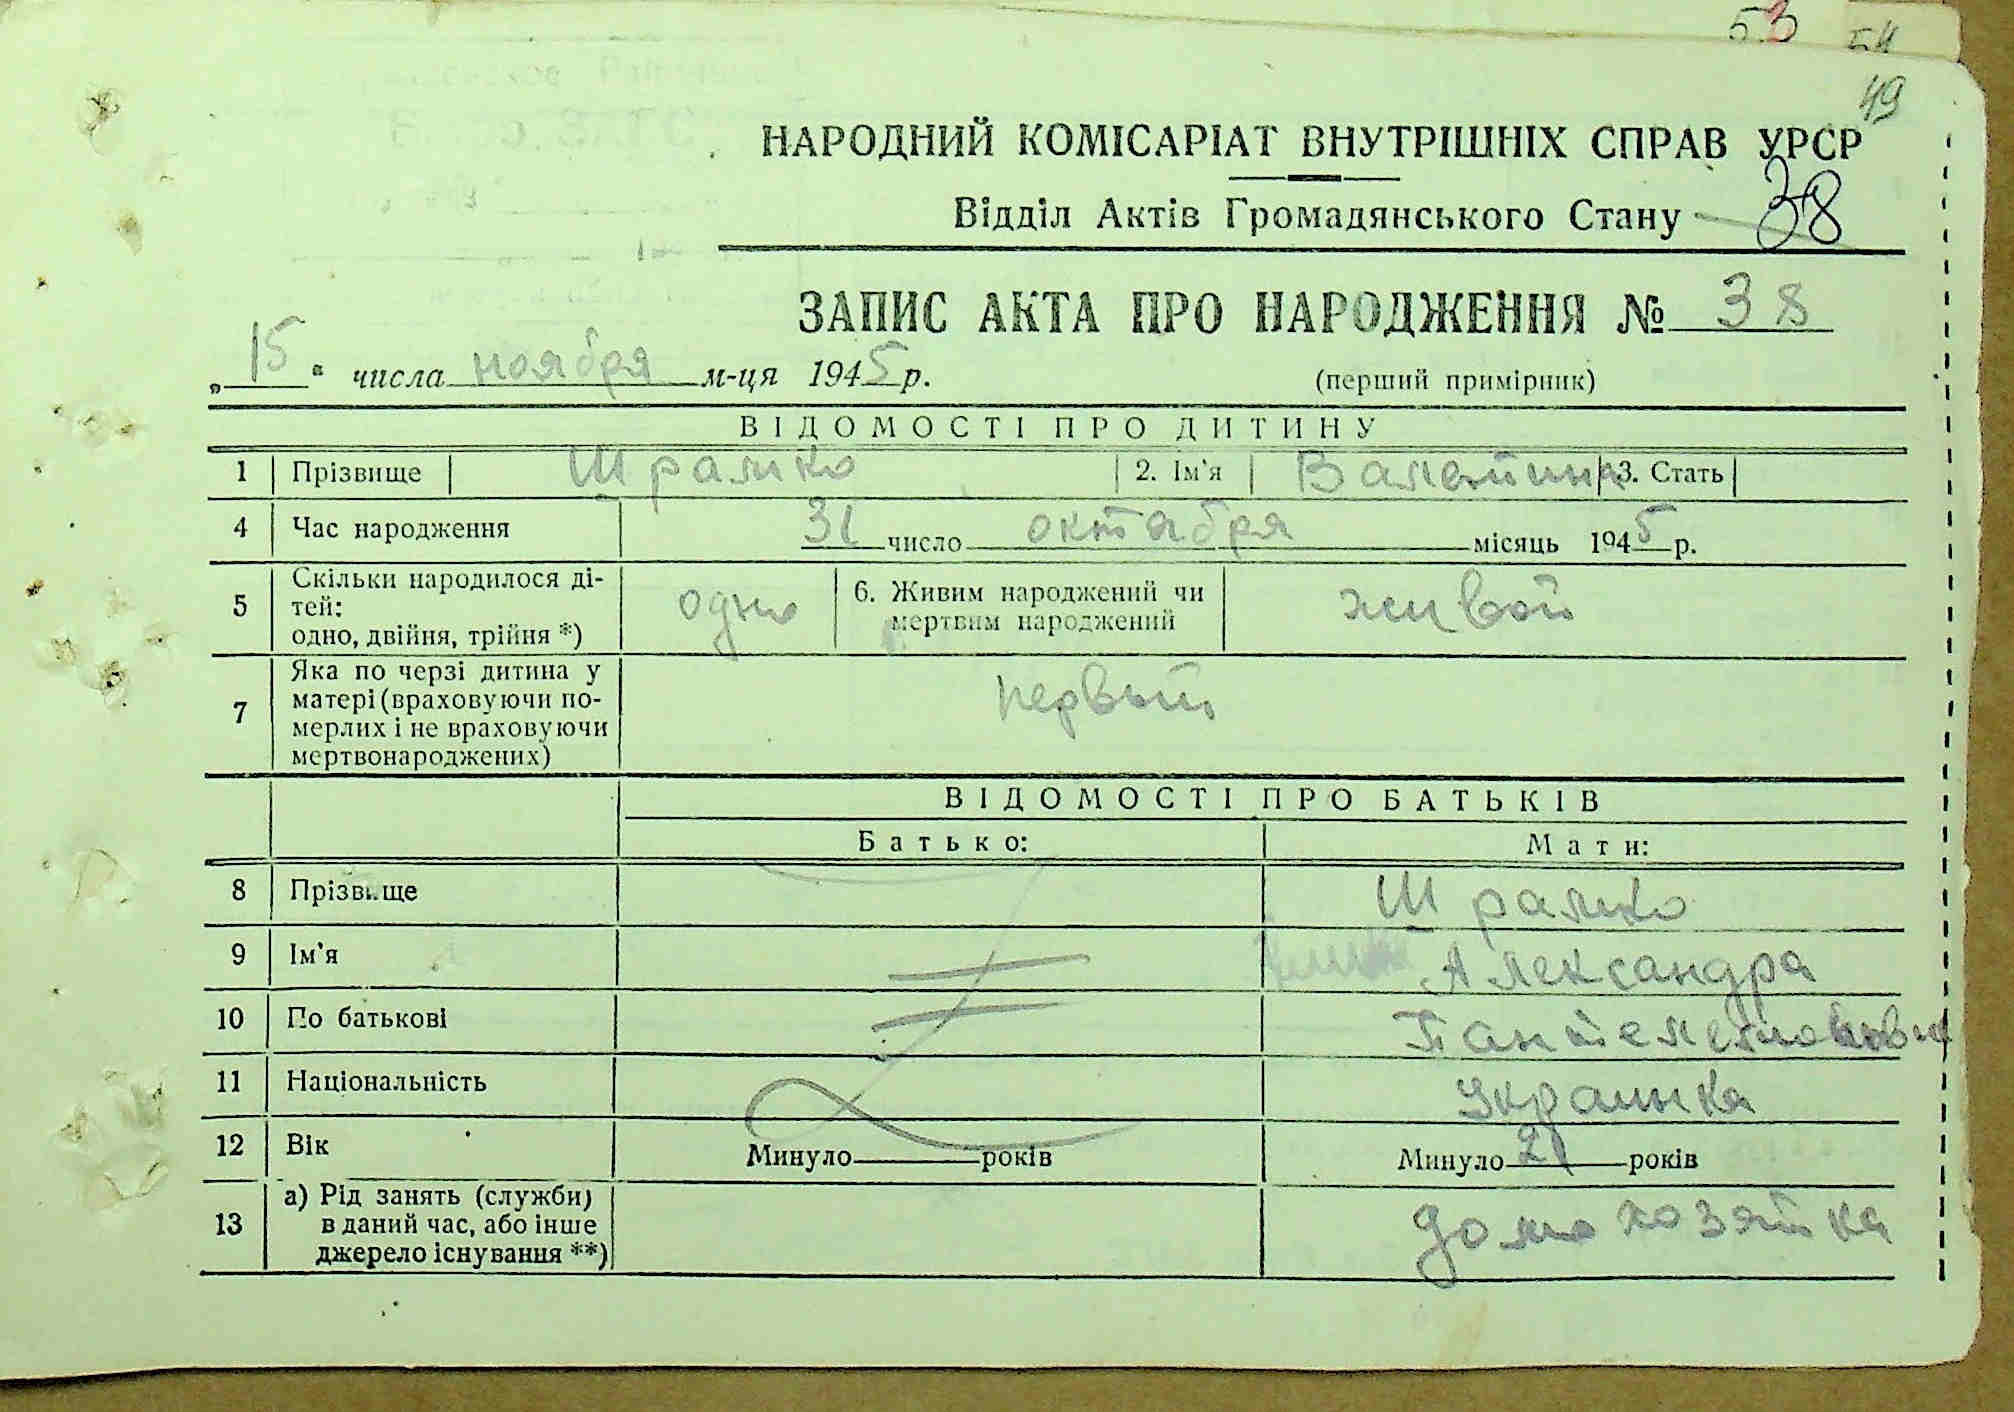 53 54
49
НАРОДНИЙ КОМІСАРІАТ ВНУТРІШНІХ СПРАВ УРСР
Відділ Актів Громадянського Стану 38
ЗАПИС АКТА ПРО НАРОДЖЕННЯ № 38
„15“ числа ноября м-ця 1945 р. (перший примірник)
ВІДОМОСТІ ПРО ДИТИНУ
1 Прізвище Шрамко 2. Ім'я Валентина 3. Стать
4 Час народження 31 число октября місяць 1945 р.
5 Скільки народилося ді-
тей:
одно, двійня, трійня *) одно 6. Живим народжений чи
мертвим народжений живой
7 Яка по черзі дитина у
матері (враховуючи по-
мерлих і не враховуючи
мертвонароджених) первый
ВІДОМОСТІ ПРО БАТЬКІВ
Батько: Мати:
8 Прізвище Шрамко
9 Ім'я Александра
10 По батькові
11 Національність Украинка
12 Вік Минуло років Минуло 21 років
13 а) Рід занять (служби)
в даний час, або інше
джерело існування **) домохозяйка